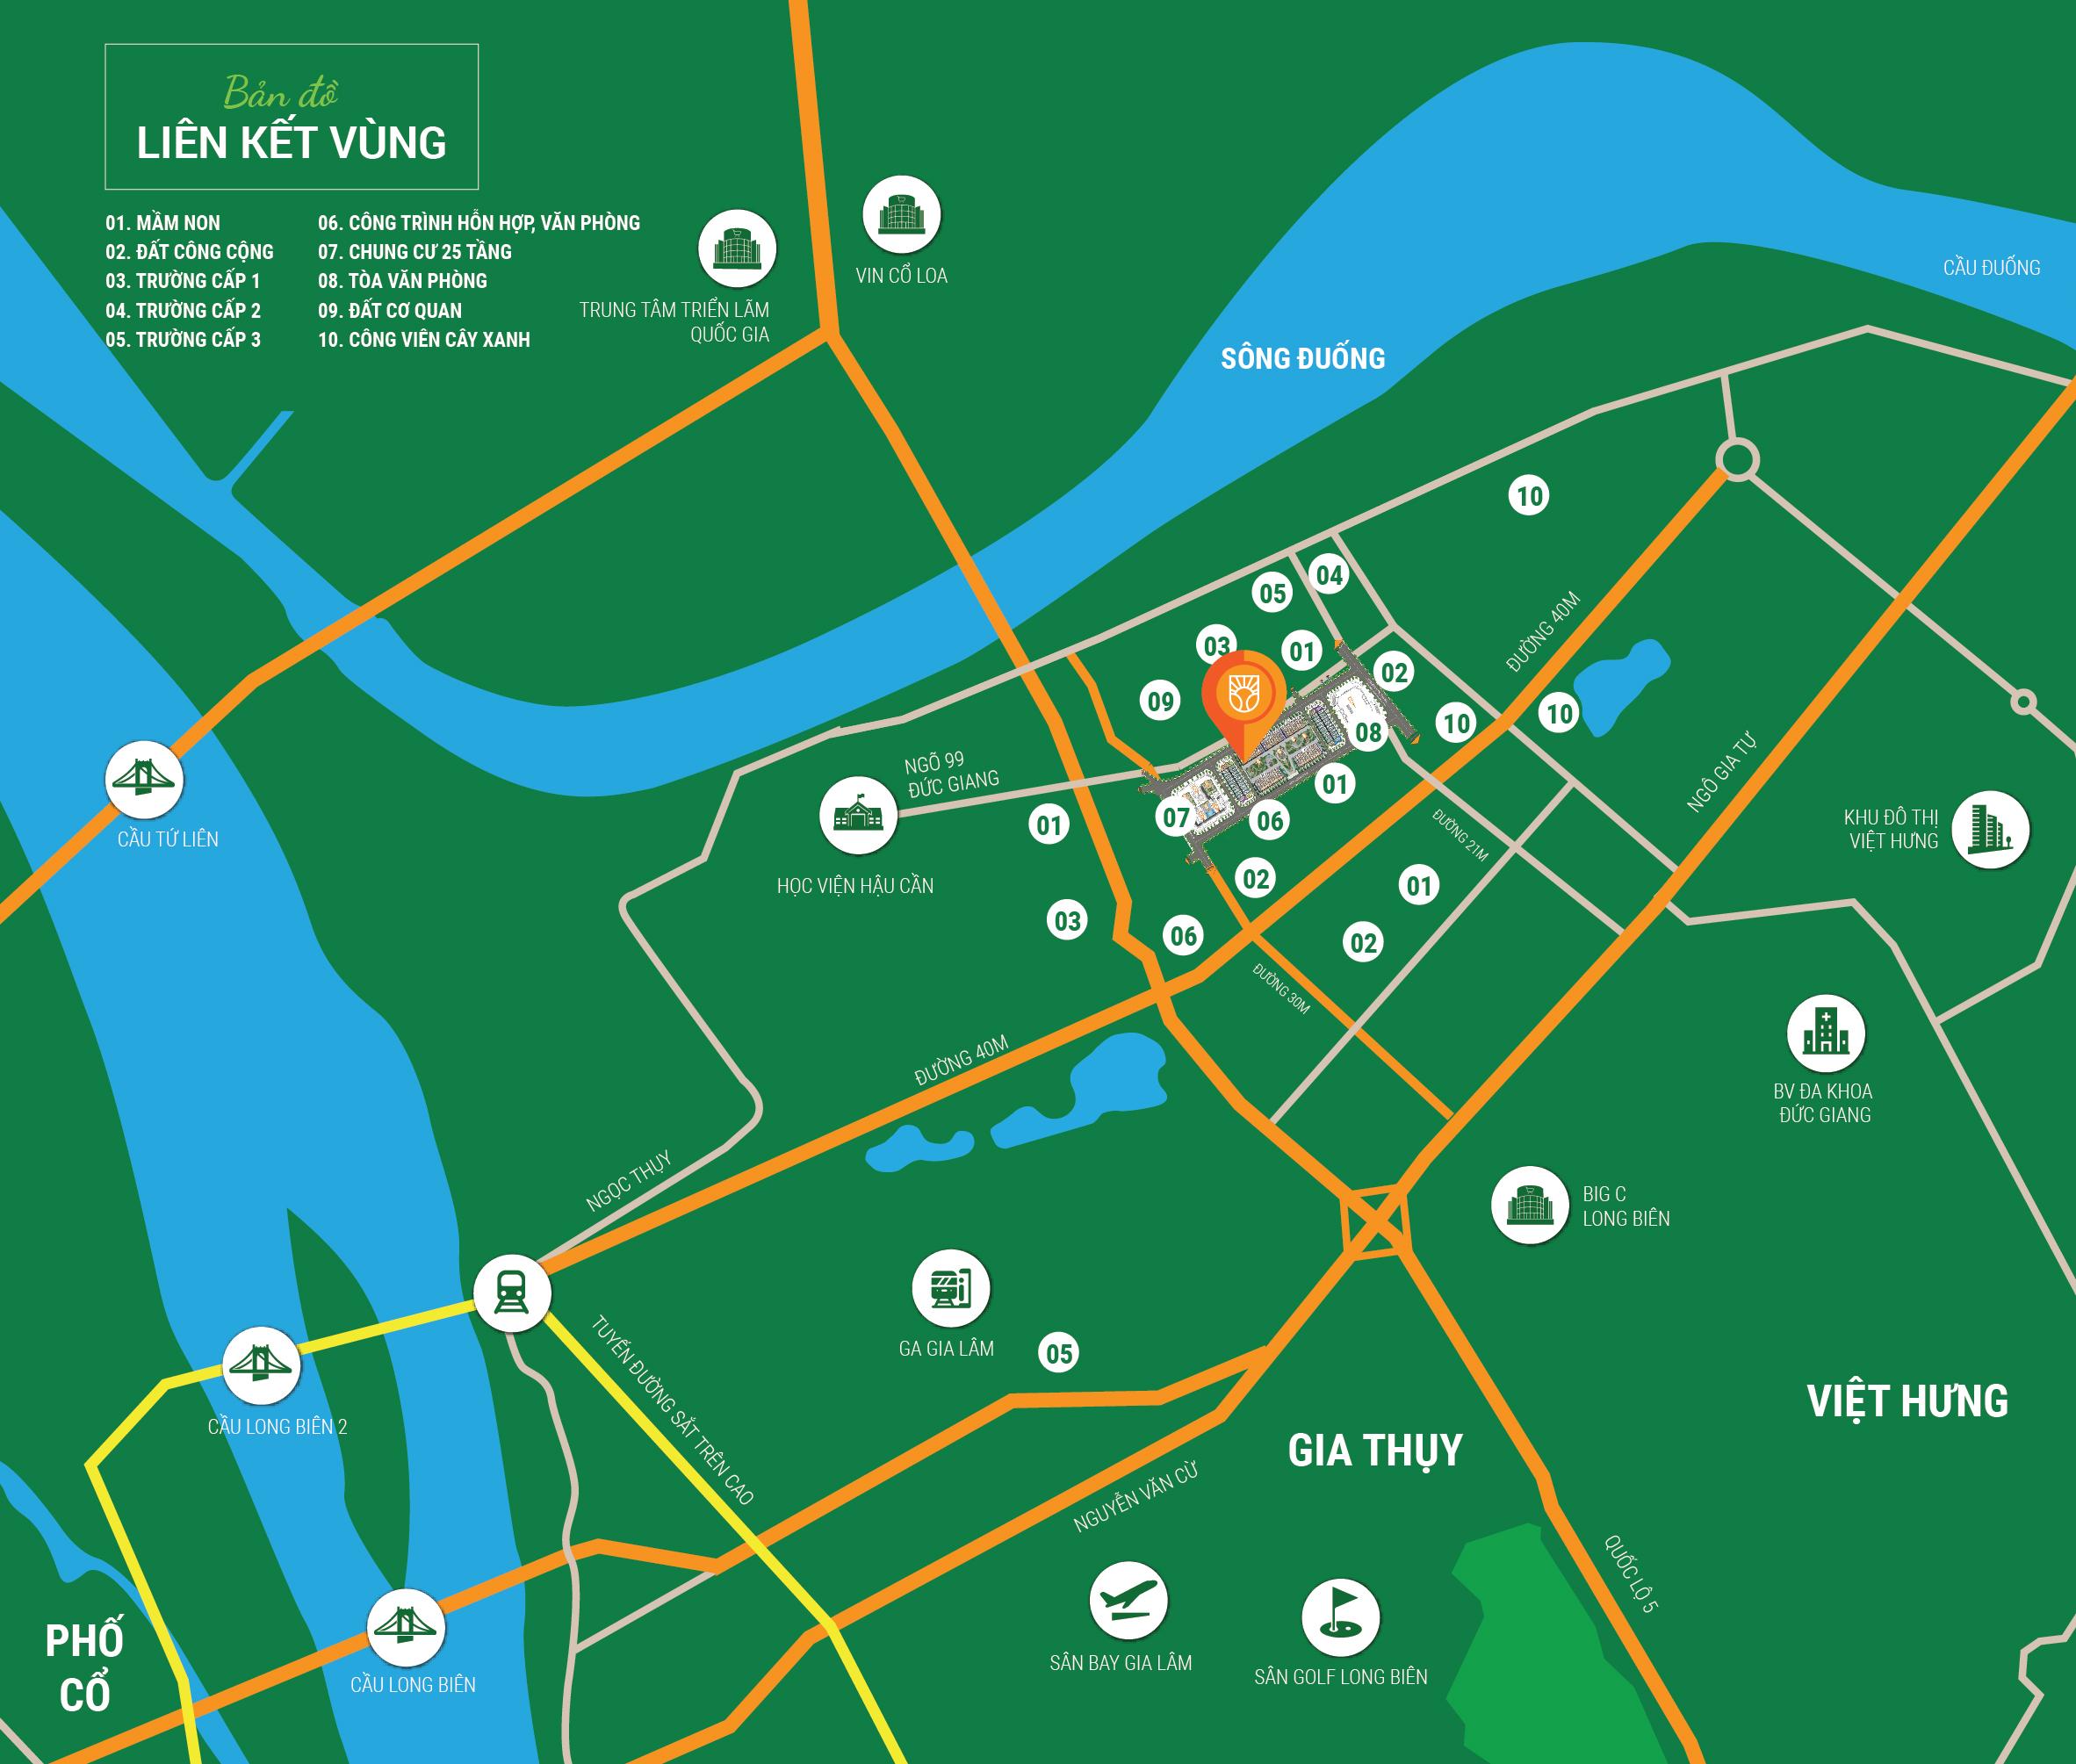 Bản đồ
LIÊN KẾT VÙNG
01. MẦM NON
02. ĐẤT CÔNG CỘNG
03. TRƯỜNG CẤP 1
04. TRƯỜNG CẤP 2
05. TRƯỜNG CẤP 3
06. CÔNG TRÌNH HỖN HỢP, VĂN PHÒNG
07. CHUNG CƯ 25 TẦNG
08. TÒA VĂN PHÒNG
09. ĐẤT CƠ QUAN
10. CÔNG VIÊN CÂY XANH
TRUNG TÂM TRIỂN LÃM
QUỐC GIA
VIN CỔ LOA
CẦU ĐUỐNG
SÔNG ĐUỐNG
10
04
05
03
01
02
09
10
10
08
ĐƯỜNG 40M
NGÔ GIA TỰ
NGÕ 99
ĐỨC GIANG
01
07
06
01
ĐƯỜNG 21M
KHU ĐÔ THỊ
VIỆT HƯNG
CẦU TỨ LIÊN
HỌC VIỆN HẬU CẦN
02
01
03
06
02
ĐƯỜNG 30M
ĐƯỜNG 40M
BV ĐA KHOA
ĐỨC GIANG
NGỌC THỤY
BIG C
LONG BIÊN
GA GIA LÂM
05
TUYẾN ĐƯỜNG SẮT TRÊN CAO
CẦU LONG BIÊN 2
VIỆT HƯNG
GIA THỤY
NGUYỄN VĂN CỪ
QUỐC LỘ 5
PHỐ
CỔ
CẦU LONG BIÊN
SÂN BAY GIA LÂM
SÂN GOLF LONG BIÊN